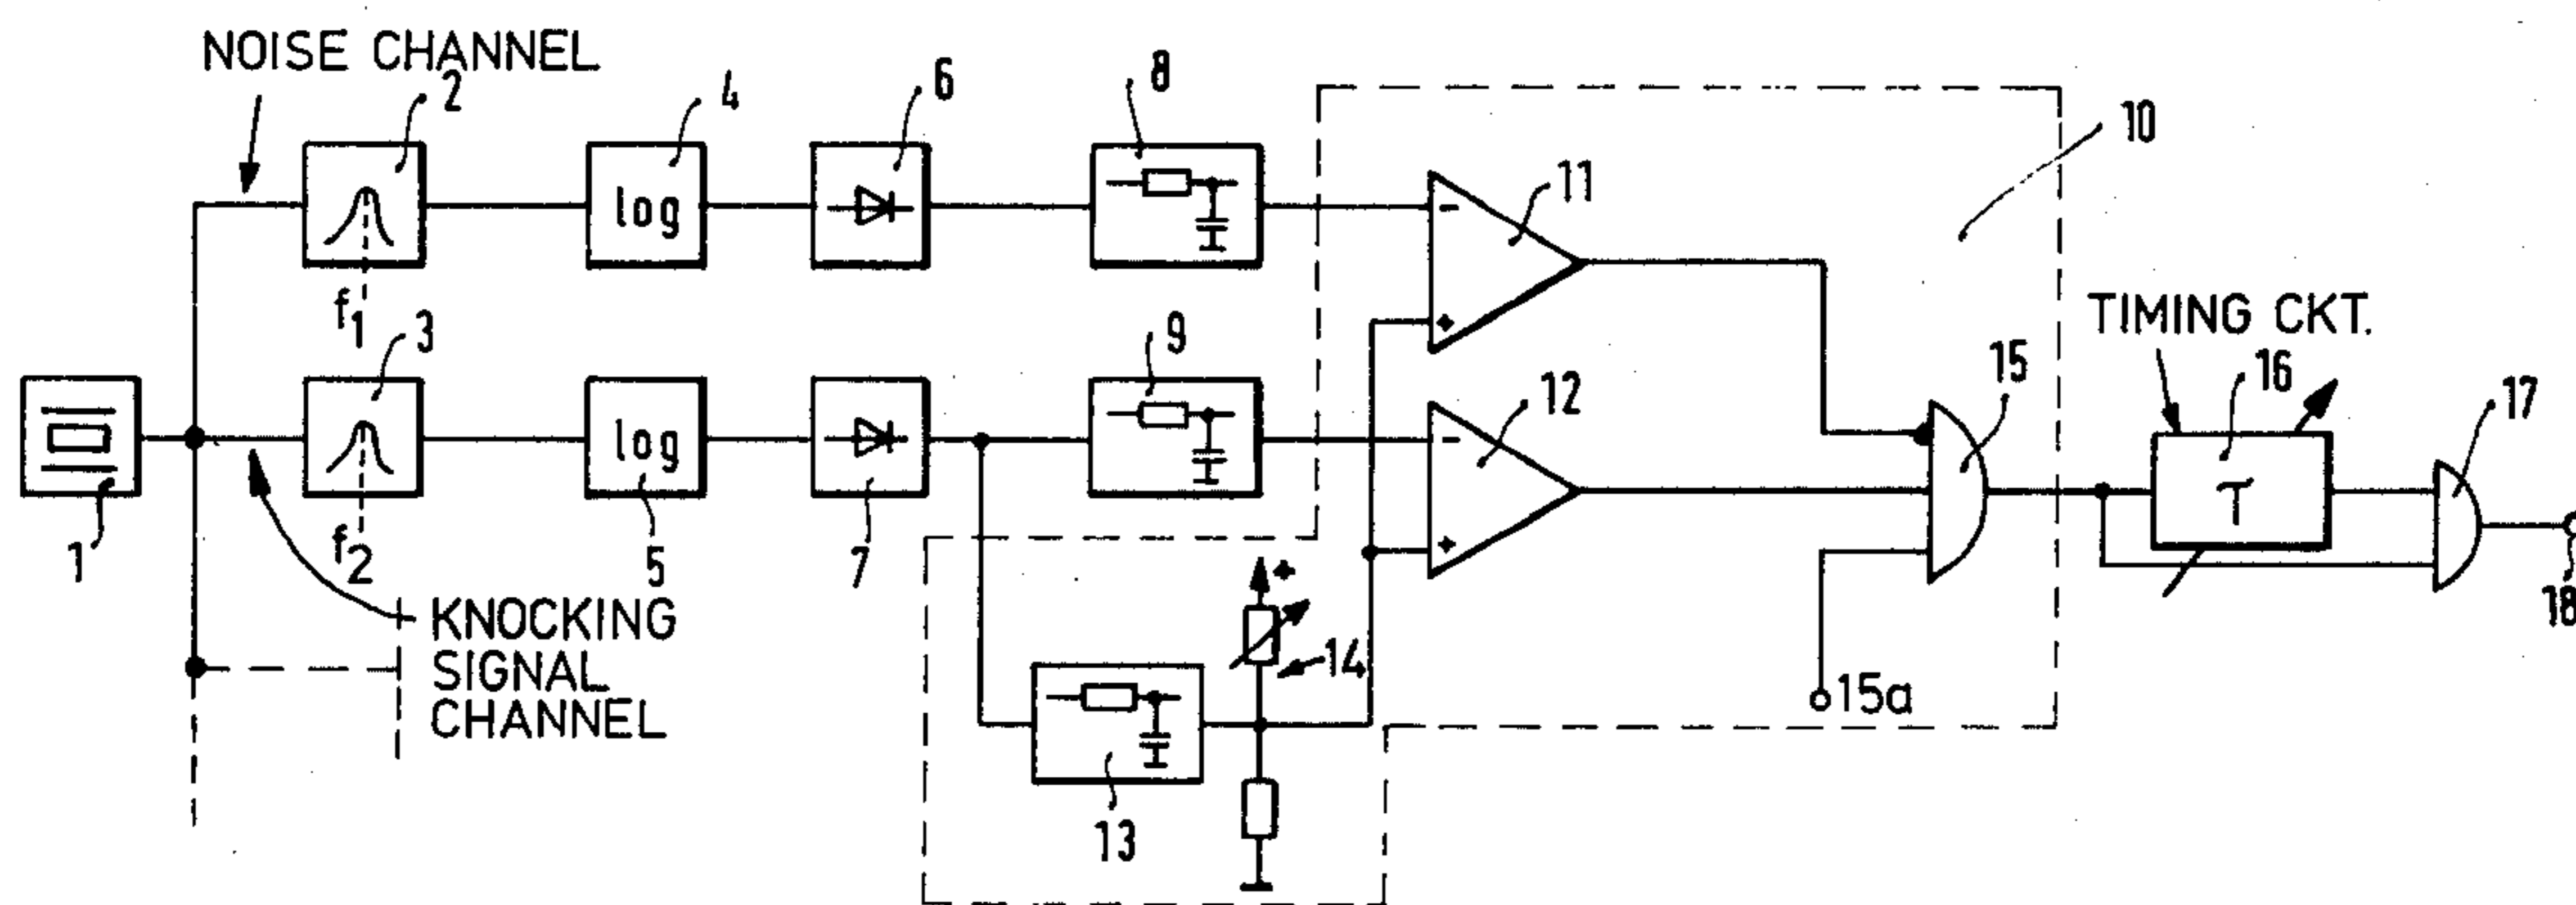 NOISE CHANNEL
2
4
6
8
10
log
-
11
f1
3
+
9
TIMING CKT.
1
f2
log
5
7
-
12
+
15
16
T
17
18
KNOCKING
SIGNAL
CHANNEL
+
14
13
15a